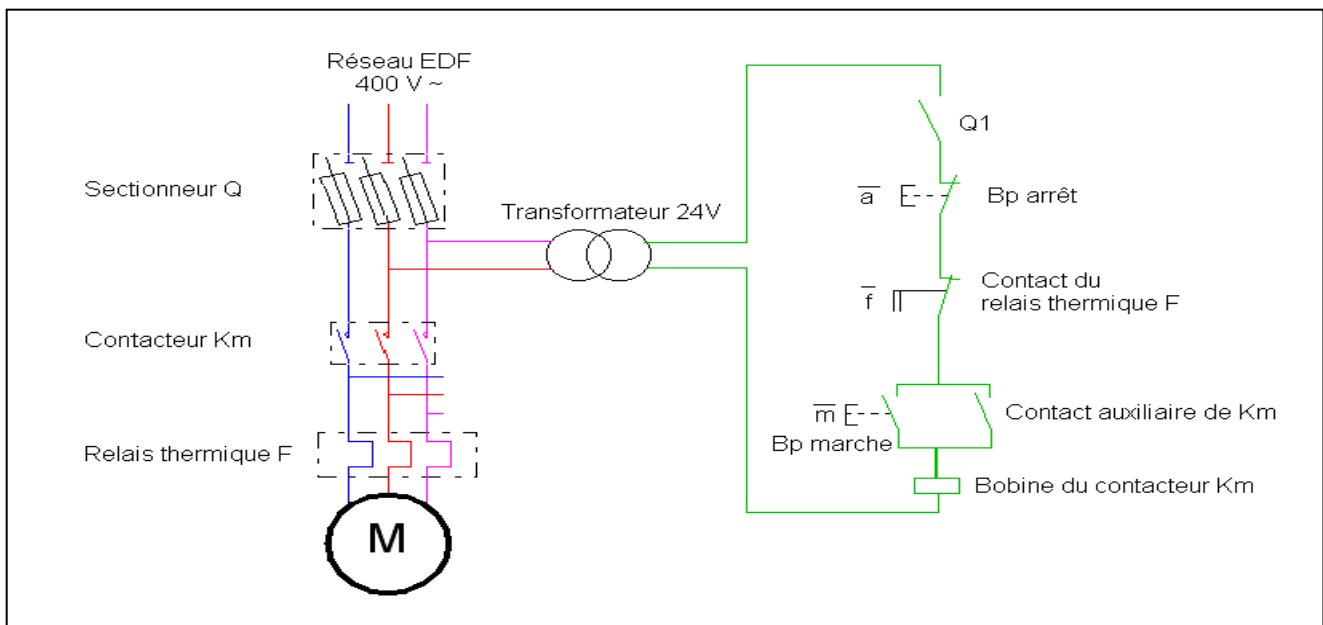 Réseau EDF
400 V ~
Sectionneur Q
Transformateur 24V
Contacteur Km
Relais thermique F
M
Q1
a̅
Bp arrêt
f̅
Contact du
relais thermique F
m̅
Bp marche
Contact auxiliaire de Km
Bobine du contacteur Km